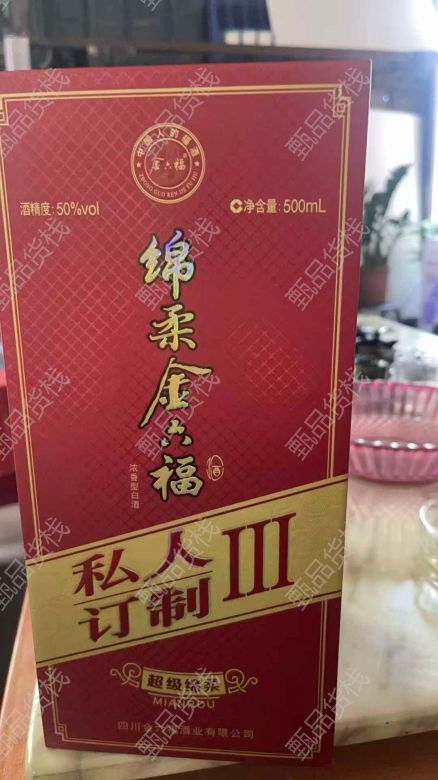 中国人的福酒
金六福®
ZHONG GUO REN DE FU JIU
酒精度: 50%vol
C净含量: 500mL
绵柔金六福
浓香型白酒
私人订制 III
超级绵柔
MIANROU
四川金六福酒业有限公司
甄品货栈